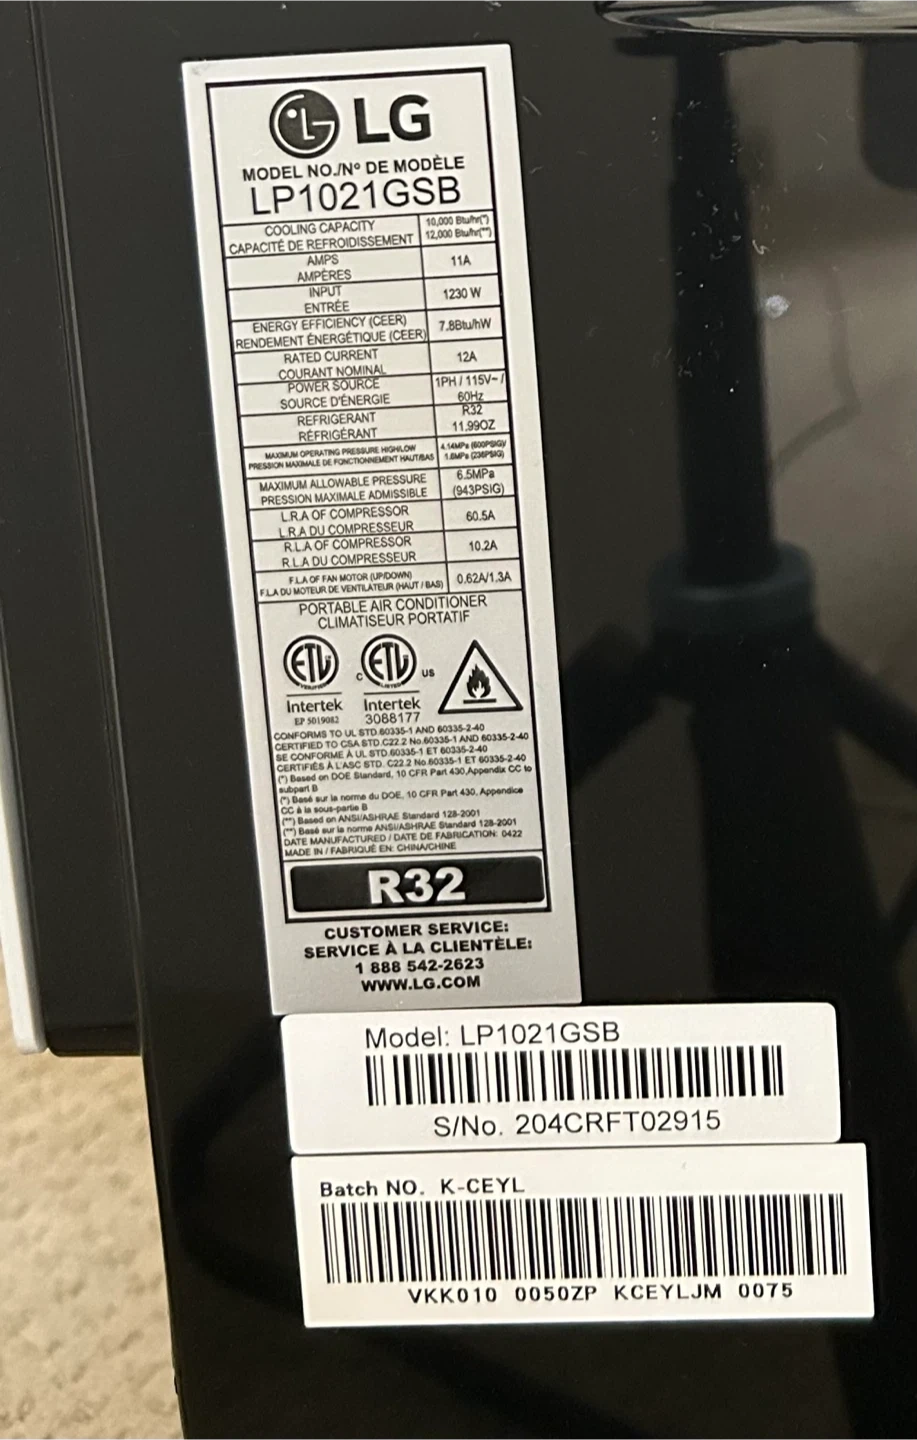 LG
MODEL NO./Nº DE MODÈLE
LP1021GSB
COOLING CAPACITY
CAPACITÉ DE REFROIDISSEMENT
10,000 Btu/hr(*)
12,000 Btu/hr(**)
AMPS
AMPÈRES
11A
INPUT
ENTRÉE
1230 W
ENERGY EFFICIENCY (CEER)
RENDEMENT ÉNERGÉTIQUE (CEER)
7.8Btu/hW
RATED CURRENT
COURANT NOMINAL
12A
POWER SOURCE
SOURCE D'ÉNERGIE
1PH / 115V~ /
60Hz
REFRIGERANT
RÉFRIGÉRANT
R32
11.99OZ
MAXIMUM OPERATING PRESSURE HIGH/LOW
PRESSION MAXIMALE DE FONCTIONNEMENT HAUT/BAS
4.14MPa (600PSIG)/
1.6MPa (236PSIG)
MAXIMUM ALLOWABLE PRESSURE
PRESSION MAXIMALE ADMISSIBLE
6.5MPa
(943PSIG)
L.R.A OF COMPRESSOR
L.R.A DU COMPRESSEUR
60.5A
R.L.A OF COMPRESSOR
R.L.A DU COMPRESSEUR
10.2A
F.L.A OF FAN MOTOR (UP/DOWN)
F.L.A DU MOTEUR DE VENTILATEUR (HAUT / BAS)
0.62A/1.3A
PORTABLE AIR CONDITIONER
CLIMATISEUR PORTATIF
ETL VERIFIED
C ETL LISTED US
Intertek
EP 5019082
Intertek
3088177
CONFORMS TO UL STD.60335-1 AND 60335-2-40
CERTIFIED TO CSA STD.C22.2 No.60335-1 AND 60335-2-40
SE CONFORME À UL STD.60335-1 ET 60335-2-40
CERTIFIÉS À L'ASC STD. C22.2 No.60335-1 ET 60335-2-40
(*) Based on DOE Standard, 10 CFR Part 430,Appendix CC to
subpart B
(*) Basé sur la norme du DOE, 10 CFR Part 430, Appendice
CC à la sous-partie B
(**) Based on ANSI/ASHRAE Standard 128-2001
(**) Basé sur la norme ANSI/ASHRAE Standard 128-2001
DATE MANUFACTURED / DATE DE FABRICATION: 0422
MADE IN / FABRIQUÉ EN: CHINA/CHINE
R32
CUSTOMER SERVICE:
SERVICE À LA CLIENTÈLE:
1 888 542-2623
WWW.LG.COM
Model: LP1021GSB
S/No. 204CRFT02915
Batch NO. K-CEYL
VKK010 0050ZP KCEYLJM 0075